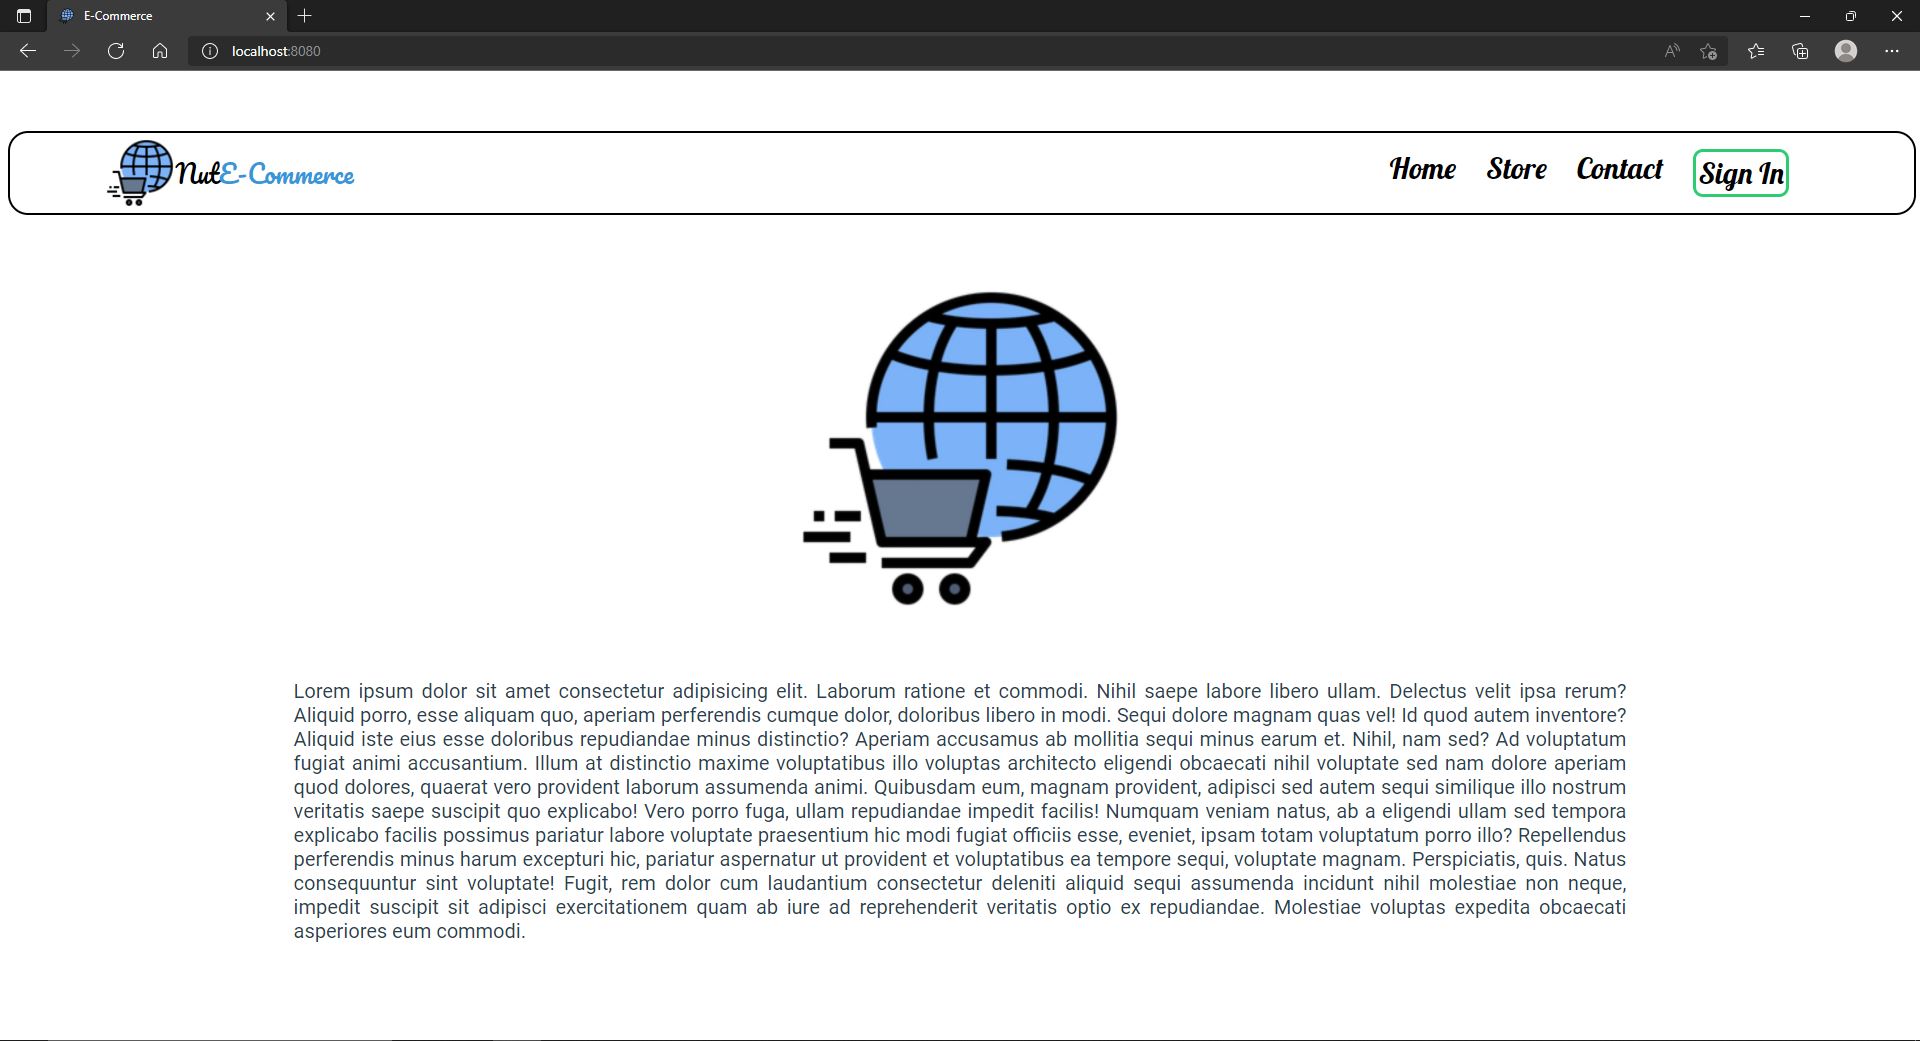 E-Commerce
localhost:8080
NutE-Commerce
Home Store Contact Sign In
Lorem ipsum dolor sit amet consectetur adipisicing elit. Laborum ratione et commodi. Nihil saepe labore libero ullam. Delectus velit ipsa rerum?
Aliquid porro, esse aliquam quo, aperiam perferendis cumque dolor, doloribus libero in modi. Sequi dolore magnam quas vel! Id quod autem inventore?
Aliquid iste eius esse doloribus repudiandae minus distinctio? Aperiam accusamus ab mollitia sequi minus earum et. Nihil, nam sed? Ad voluptatum
fugiat animi accusantium. Illum at distinctio maxime voluptatibus illo voluptas architecto eligendi obcaecati nihil voluptate sed nam dolore aperiam
quod dolores, quaerat vero provident laborum assumenda animi. Quibusdam eum, magnam provident, adipisci sed autem sequi similique illo nostrum
veritatis saepe suscipit quo explicabo! Vero porro fuga, ullam repudiandae impedit facilis! Numquam veniam natus, ab a eligendi ullam sed tempora
explicabo facilis possimus pariatur labore voluptate praesentium hic modi fugiat officiis esse, eveniet, ipsam totam voluptatum porro illo? Repellendus
perferendis minus harum excepturi hic, pariatur aspernatur ut provident et voluptatibus ea tempore sequi, voluptate magnam. Perspiciatis, quis. Natus
consequuntur sint voluptate! Fugit, rem dolor cum laudantium consectetur deleniti aliquid sequi assumenda incidunt nihil molestiae non neque,
impedit suscipit sit adipisci exercitationem quam ab iure ad reprehenderit veritatis optio ex repudiandae. Molestiae voluptas expedita obcaecati
asperiores eum commodi.